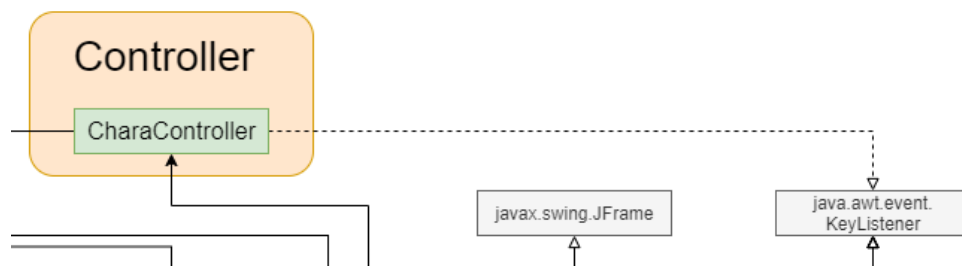 Controller
CharaController
javax.swing.JFrame
java.awt.event.
KeyListener